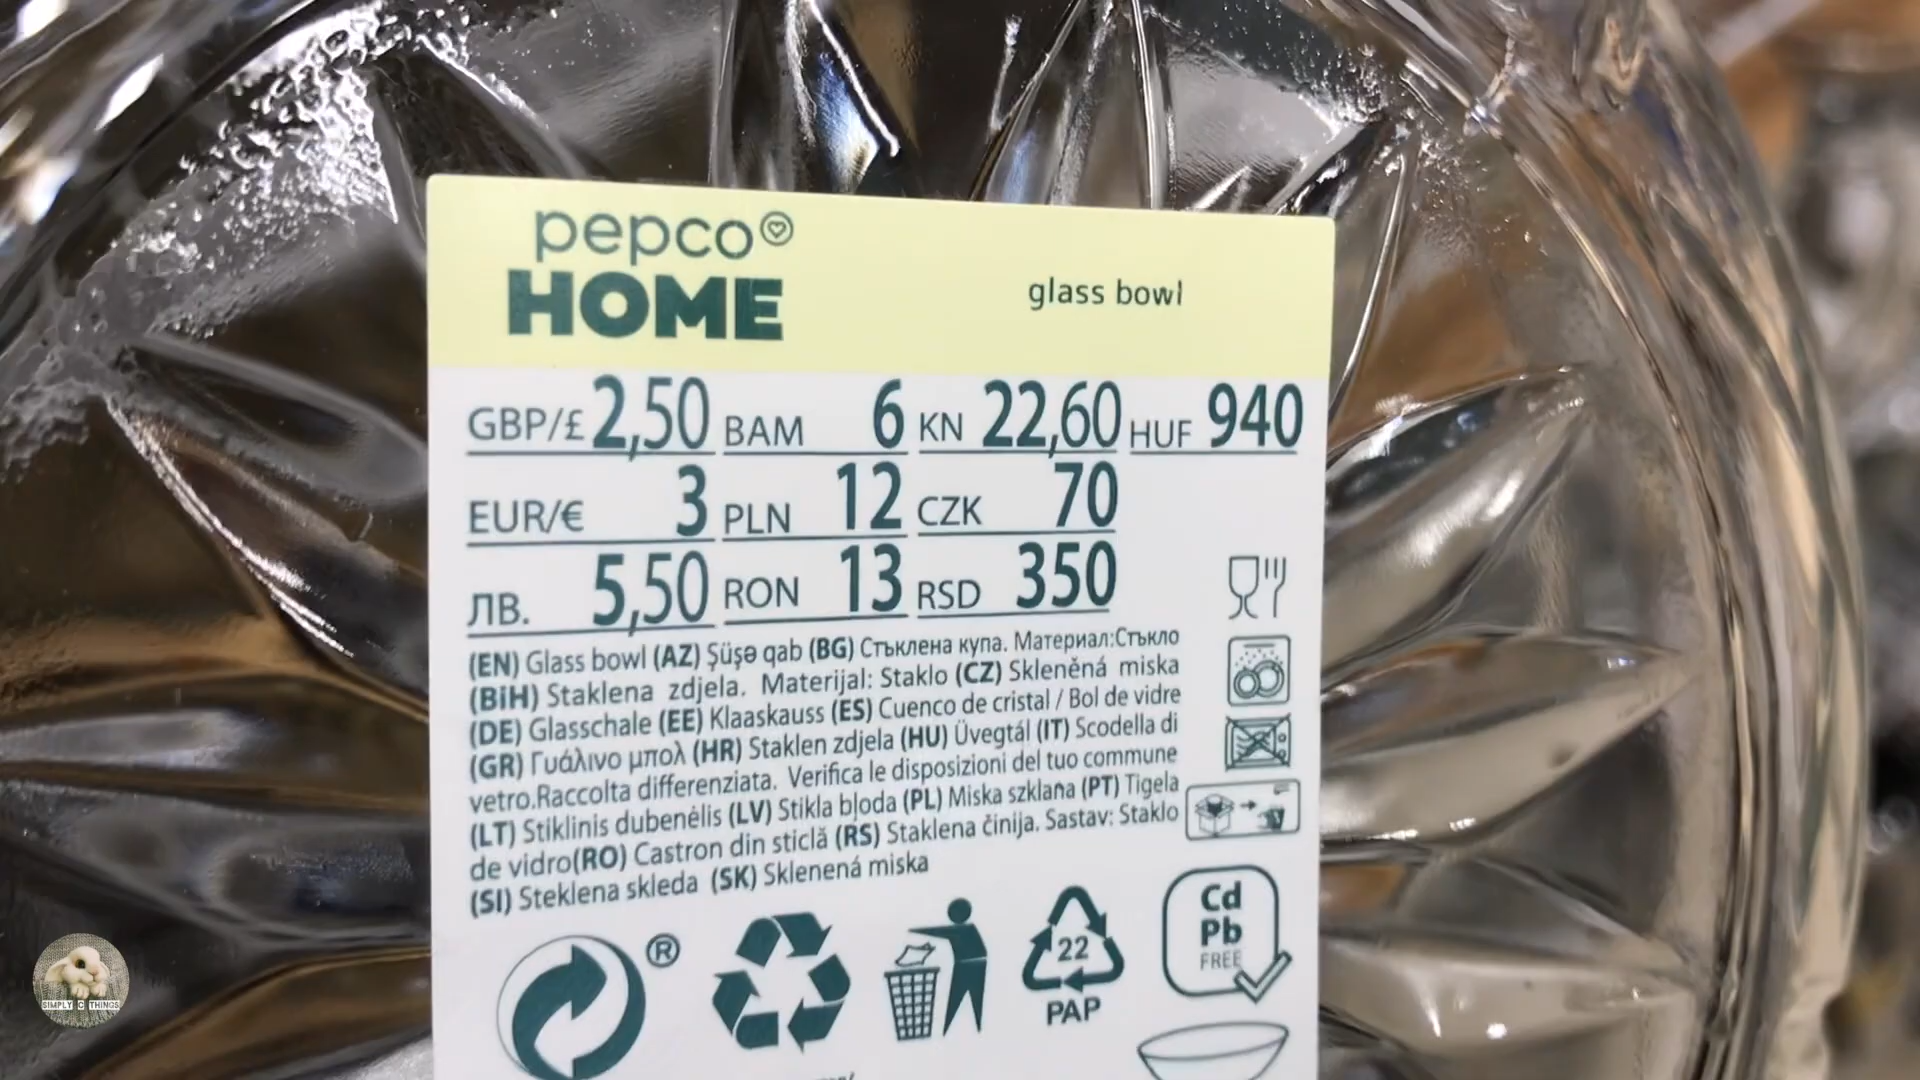 pepco
HOME
glass bowl
GBP/£ 2,50 BAM 6 KN 22,60 HUF 940
EUR/€ 3 PLN 12 CZK 70
ЛВ. 5,50 RON 13 RSD 350
(EN) Glass bowl (AZ) Şüşə qab (BG) Стъклена купа. Материал:Стъкло
(BiH) Staklena zdjela. Materijal: Staklo (CZ) Skleněná miska
(DE) Glasschale (EE) Klaaskauss (ES) Cuenco de cristal / Bol de vidre
(GR) Γυάλινο μπολ (HR) Staklen zdjela (HU) Üvegtál (IT) Scodella di
vetro.Raccolta differenziata. Verifica le disposizioni del tuo commune
(LT) Stiklinis dubenėlis (LV) Stikla bļoda (PL) Miska szklana (PT) Tigela
de vidro(RO) Castron din sticlă (RS) Staklena činija. Sastav: Staklo
(SI) Steklena skleda (SK) Sklenená miska
®
22
PAP
Cd
Pb
FREE
SIMPLY C THINGS